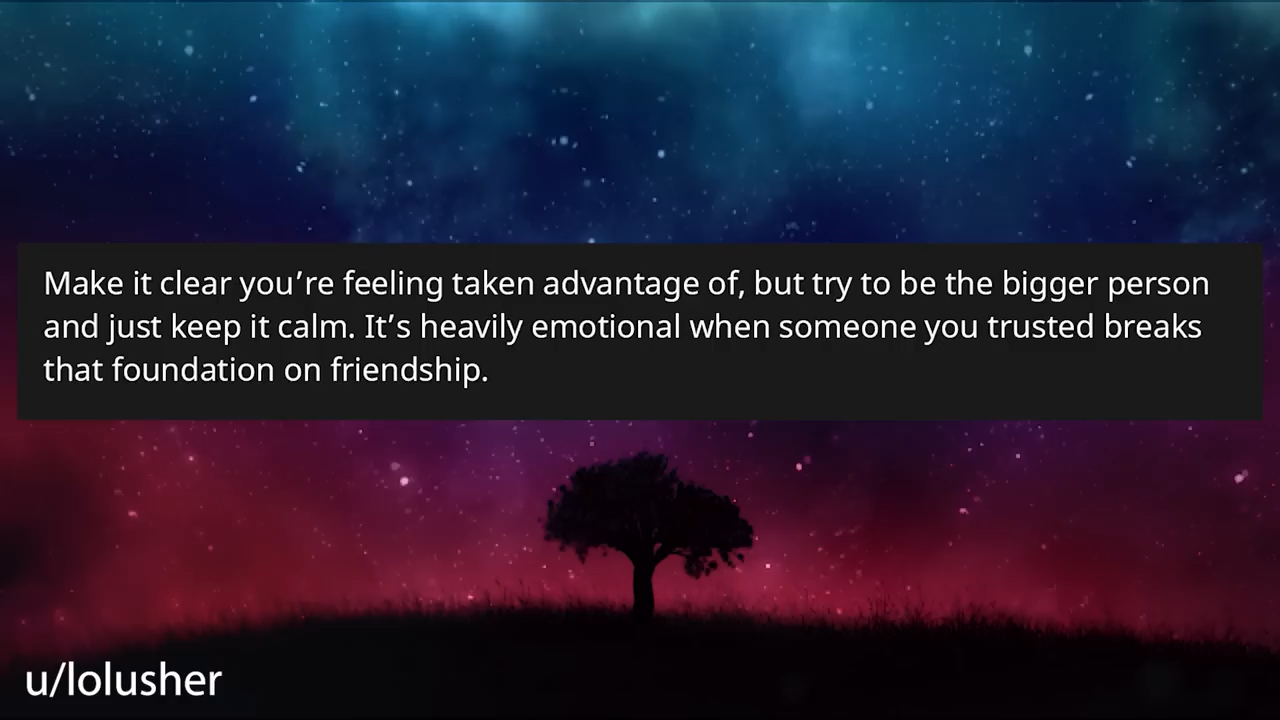 Make it clear you’re feeling taken advantage of, but try to be the bigger person
and just keep it calm. It’s heavily emotional when someone you trusted breaks
that foundation on friendship.
u/lolusher